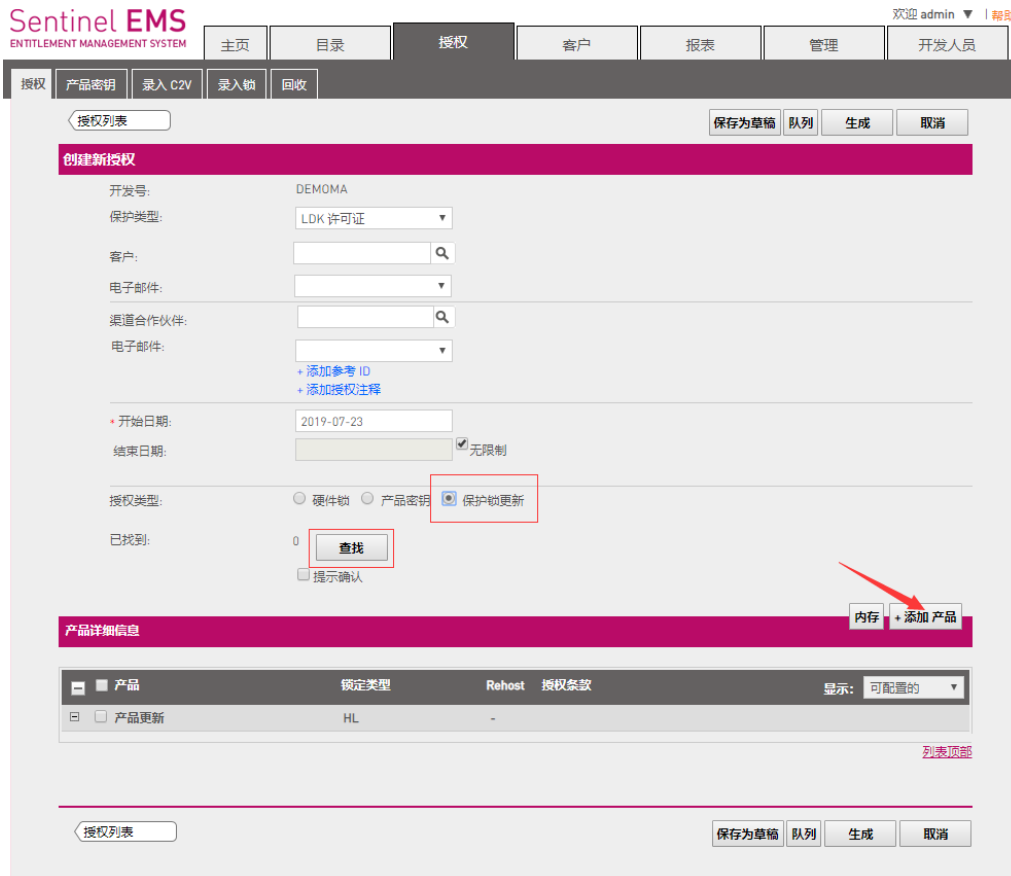 Sentinel EMS
ENTITLEMENT MANAGEMENT SYSTEM
欢迎 admin ▼ | 帮助
主页 目录 授权 客户 报表 管理 开发人员
授权 产品密钥 录入 C2V 录入锁 回收
授权列表 保存为草稿 队列 生成 取消
创建新授权
开发号: DEMOMA
保护类型: LDK 许可证
客户:
电子邮件:
渠道合作伙伴:
电子邮件:
+ 添加参考 ID
+ 添加授权注释
* 开始日期: 2019-07-23
结束日期: 无限制
授权类型: 硬件锁 产品密钥 保护锁更新
已找到: 0 查找
提示确认
内存 + 添加 产品
产品详细信息
产品 锁定类型 Rehost 授权条款 显示: 可配置的
产品更新 HL -
列表顶部
授权列表 保存为草稿 队列 生成 取消